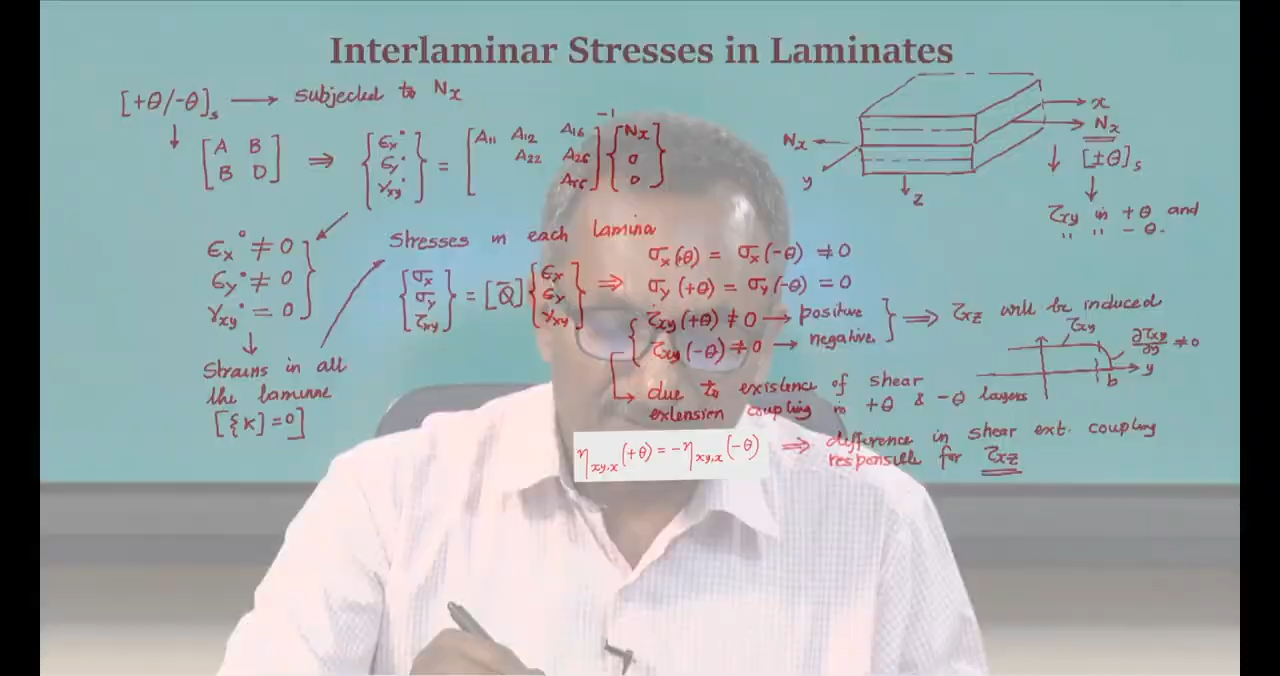 Interlaminar Stresses in Laminates
[+θ/-θ]s → subjected to Nx
[A B
B D] ⇒ {εx° εy° γxy°} = [A11 A12 A16
A22 A26
A66]⁻¹ {Nx
0
0}
εx° ≠ 0
εy° ≠ 0
γxy° = 0
Strains in all
the laminae
[{κ} = 0]
Stresses in each lamina
{σx σy τxy} = [Q̄] {εx εy γxy} ⇒
σx (+θ) = σx (-θ) ≠ 0
σy (+θ) = σy (-θ) = 0
τxy (+θ) ≠ 0 → positive
τxy (-θ) ≠ 0 → negative
⇒ τxz will be induced
due to existence of shear
extension coupling in +θ & -θ layers
ηxy,x (+θ) = -ηxy,x (-θ)
⇒ difference in shear ext. coupling
responsible for τxz
x
Nx
Nx
y
z
[±θ]s
τxy in +θ and
" " -θ.
τxy
∂τxy/∂y ≠ 0
y
b